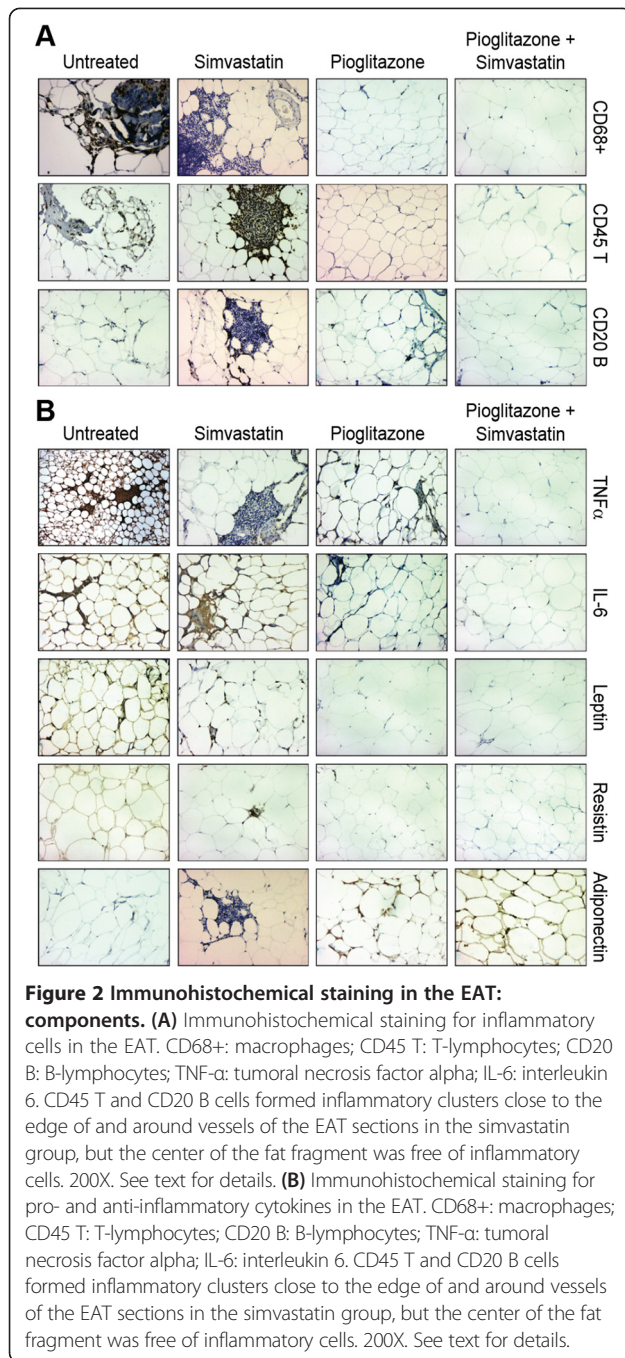 A
Untreated Simvastatin Pioglitazone Pioglitazone + Simvastatin
CD68+
CD45 T
CD20 B
B
Untreated Simvastatin Pioglitazone Pioglitazone + Simvastatin
TNFα
IL-6
Leptin
Resistin
Adiponectin
Figure 2 Immunohistochemical staining in the EAT:
components. (A) Immunohistochemical staining for inflammatory
cells in the EAT. CD68+: macrophages; CD45 T: T-lymphocytes; CD20
B: B-lymphocytes; TNF-α: tumoral necrosis factor alpha; IL-6: interleukin
6. CD45 T and CD20 B cells formed inflammatory clusters close to the
edge of and around vessels of the EAT sections in the simvastatin
group, but the center of the fat fragment was free of inflammatory
cells. 200X. See text for details. (B) Immunohistochemical staining for
pro- and anti-inflammatory cytokines in the EAT. CD68+: macrophages;
CD45 T: T-lymphocytes; CD20 B: B-lymphocytes; TNF-α: tumoral
necrosis factor alpha; IL-6: interleukin 6. CD45 T and CD20 B cells
formed inflammatory clusters close to the edge of and around vessels
of the EAT sections in the simvastatin group, but the center of the fat
fragment was free of inflammatory cells. 200X. See text for details.